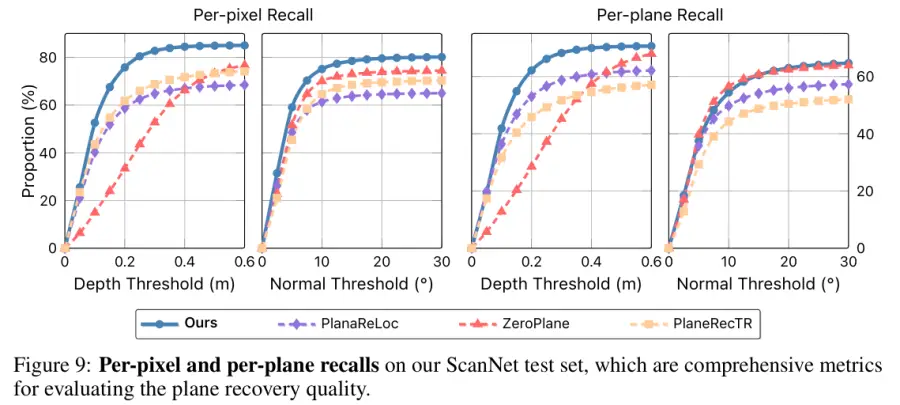 Per-pixel Recall
Per-plane Recall
Proportion (%)
80
60
40
20
0
0 0.2 0.4 0.6
Depth Threshold (m)
0 10 20 30
Normal Threshold (°)
0 0.2 0.4 0.6
Depth Threshold (m)
0 10 20 30
Normal Threshold (°)
60
40
20
0
Ours PlanaReLoc ZeroPlane PlaneRecTR
Figure 9: Per-pixel and per-plane recalls on our ScanNet test set, which are comprehensive metrics
for evaluating the plane recovery quality.